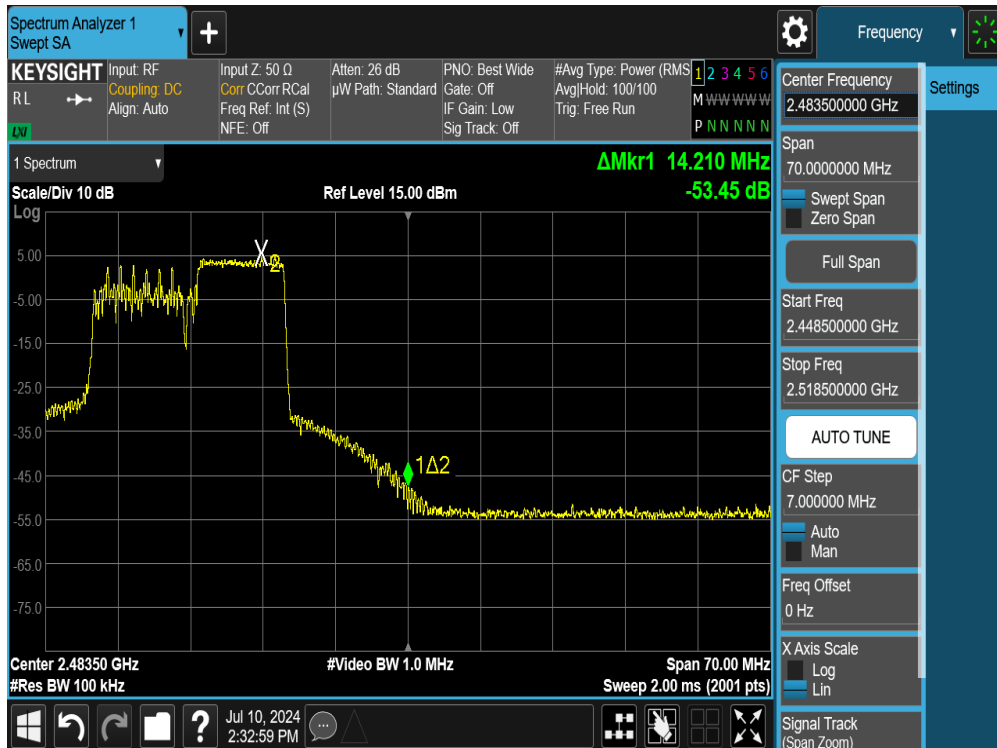 Spectrum Analyzer 1
Swept SA
Frequency
KEYSIGHT
R L
LXI
Input: RF
Coupling: DC
Align: Auto
Input Z: 50 Ω
Corr CCorr RCal
Freq Ref: Int (S)
NFE: Off
Atten: 26 dB
µW Path: Standard
PNO: Best Wide
Gate: Off
IF Gain: Low
Sig Track: Off
#Avg Type: Power (RMS
Avg|Hold: 100/100
Trig: Free Run
1 2 3 4 5 6
M W W W W W
P N N N N N
1 Spectrum
ΔMkr1 14.210 MHz
-53.45 dB
Scale/Div 10 dB
Ref Level 15.00 dBm
Log
5.00
-5.00
-15.0
-25.0
-35.0
-45.0
-55.0
-65.0
-75.0
X
2
1Δ2
Center 2.48350 GHz
#Video BW 1.0 MHz
Span 70.00 MHz
#Res BW 100 kHz
Sweep 2.00 ms (2001 pts)
Jul 10, 2024
2:32:59 PM
Center Frequency
2.483500000 GHz
Settings
Span
70.0000000 MHz
Swept Span
Zero Span
Full Span
Start Freq
2.448500000 GHz
Stop Freq
2.518500000 GHz
AUTO TUNE
CF Step
7.000000 MHz
Auto
Man
Freq Offset
0 Hz
X Axis Scale
Log
Lin
Signal Track
(Span Zoom)